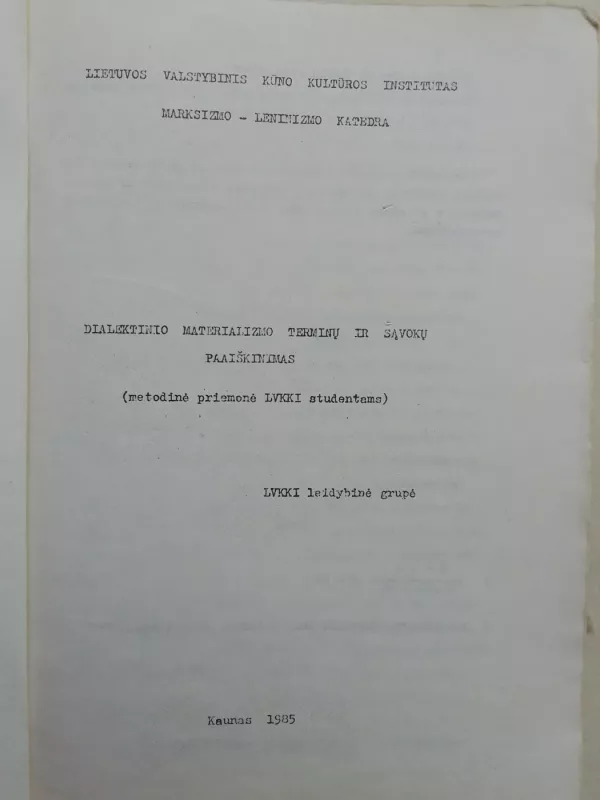 LIETUVOS VALSTYBINIS KŪNO KULTŪROS INSTITUTAS
MARKSIZMO - LENINIZMO KATEDRA
DIALEKTINIO MATERIALIZMO TERMINŲ IR SĄVOKŲ
PAAIŠKINIMAS
(metodinė priemonė LVKKI studentams)
LVKKI leidybinė grupė
Kaunas 1985